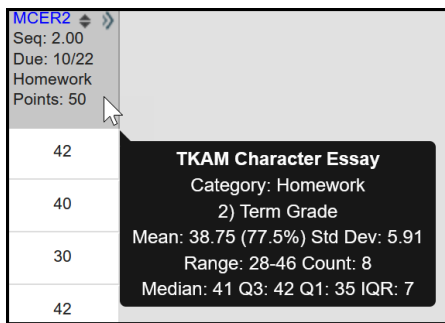 MCER2
Seq: 2.00
Due: 10/22
Homework
Points: 50
42
40
30
42
TKAM Character Essay
Category: Homework
2) Term Grade
Mean: 38.75 (77.5%) Std Dev: 5.91
Range: 28-46 Count: 8
Median: 41 Q3: 42 Q1: 35 IQR: 7